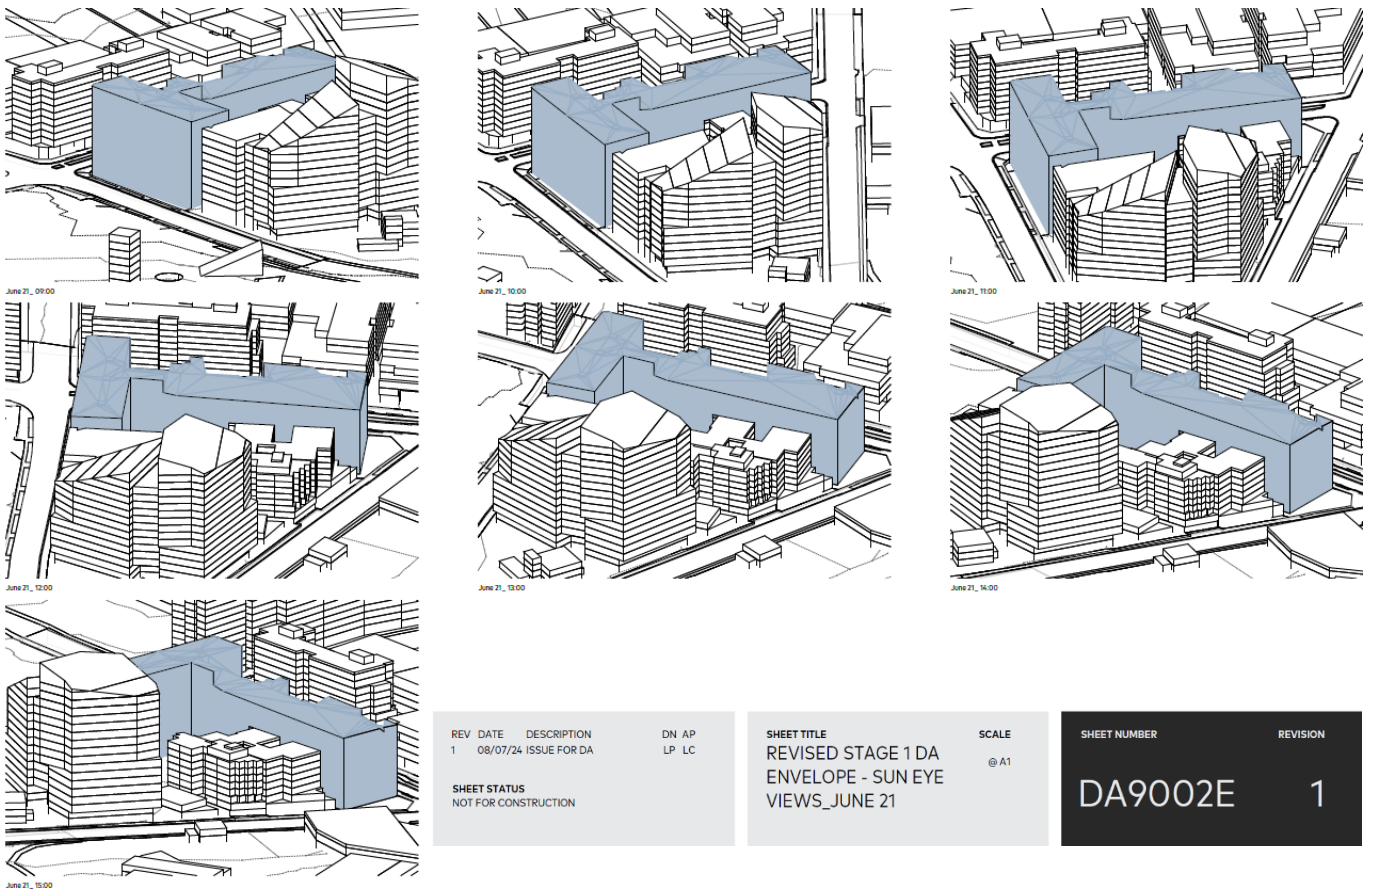 June 21_ 09:00
June 21_ 10:00
June 21_ 11:00
June 21_ 12:00
June 21_ 13:00
June 21_ 14:00
June 21_ 15:00
REV DATE DESCRIPTION DN AP
1 08/07/24 ISSUE FOR DA LP LC
SHEET STATUS
NOT FOR CONSTRUCTION
SHEET TITLE
REVISED STAGE 1 DA
ENVELOPE - SUN EYE
VIEWS_JUNE 21
SCALE
@ A1
SHEET NUMBER
DA9002E
REVISION
1